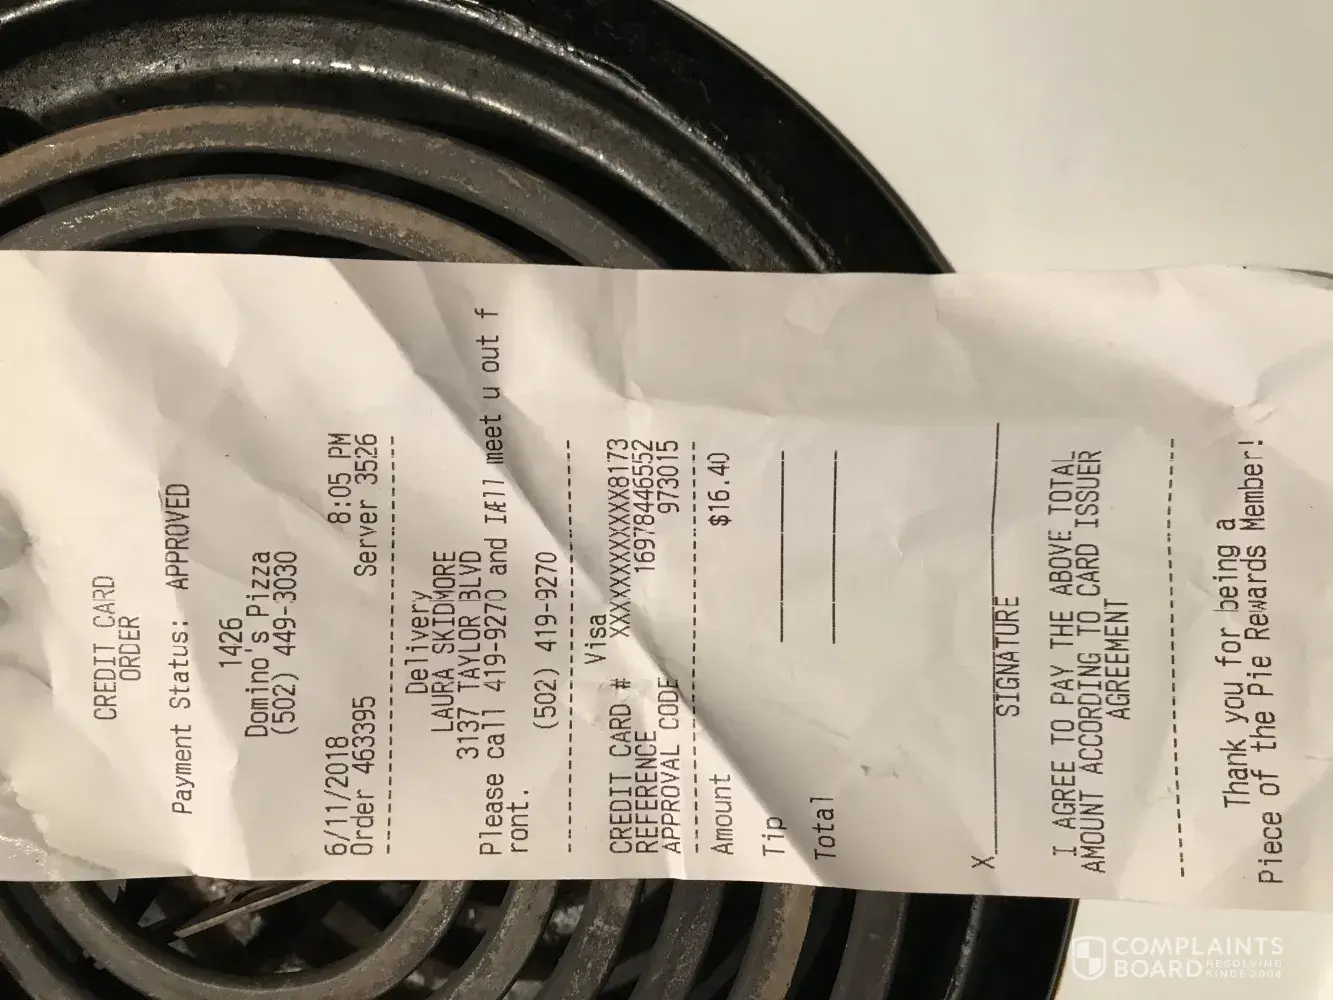 CREDIT CARD
ORDER
Payment Status: APPROVED
1426
Domino's Pizza
(502) 449-3030
6/11/2018 8:05 PM
Order 463395 Server 3526
Delivery
LAURA SKIDMORE
3137 TAYLOR BLVD
Please call 419-9270 and IÆll meet u out f
ront.
(502) 419-9270
Visa
CREDIT CARD # XXXXXXXXXXXX8173
REFERENCE 16978446552
APPROVAL CODE 973015
Amount $16.40
Tip
Total
X
SIGNATURE
I AGREE TO PAY THE ABOVE TOTAL
AMOUNT ACCORDING TO CARD ISSUER
AGREEMENT
Thank you for being a
Piece of the Pie Rewards Member!
COMPLAINTS
BOARD RESOLVING
SINCE 2004